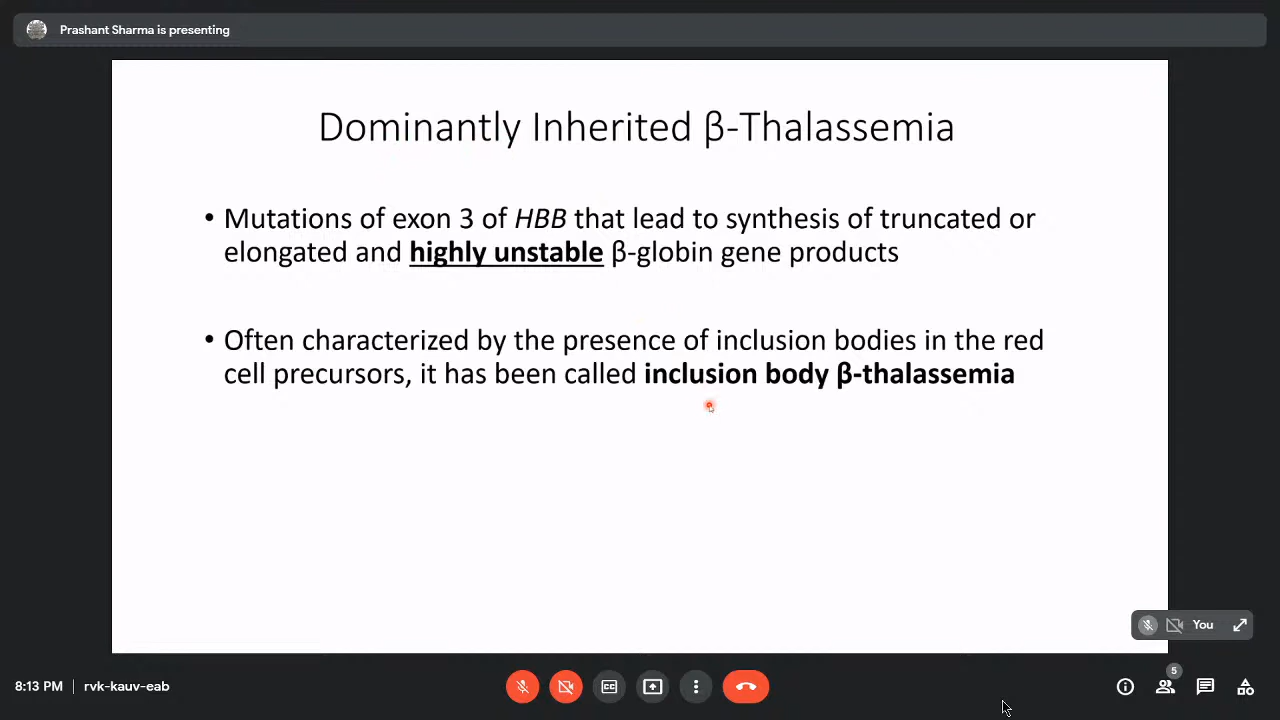 Prashant Sharma is presenting
Dominantly Inherited β-Thalassemia
• Mutations of exon 3 of HBB that lead to synthesis of truncated or
elongated and highly unstable β-globin gene products
• Often characterized by the presence of inclusion bodies in the red
cell precursors, it has been called inclusion body β-thalassemia
You
5
8:13 PM | rvk-kauv-eab
CC